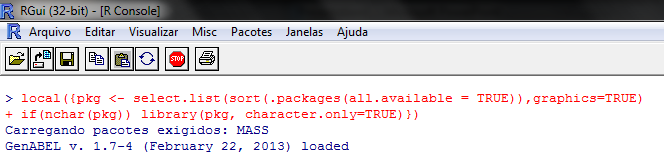 RGui (32-bit) - [R Console]
Arquivo Editar Visualizar Misc Pacotes Janelas Ajuda
STOP
> local({pkg <- select.list(sort(.packages(all.available = TRUE)),graphics=TRUE)
+ if(nchar(pkg)) library(pkg, character.only=TRUE)})
Carregando pacotes exigidos: MASS
GenABEL v. 1.7-4 (February 22, 2013) loaded